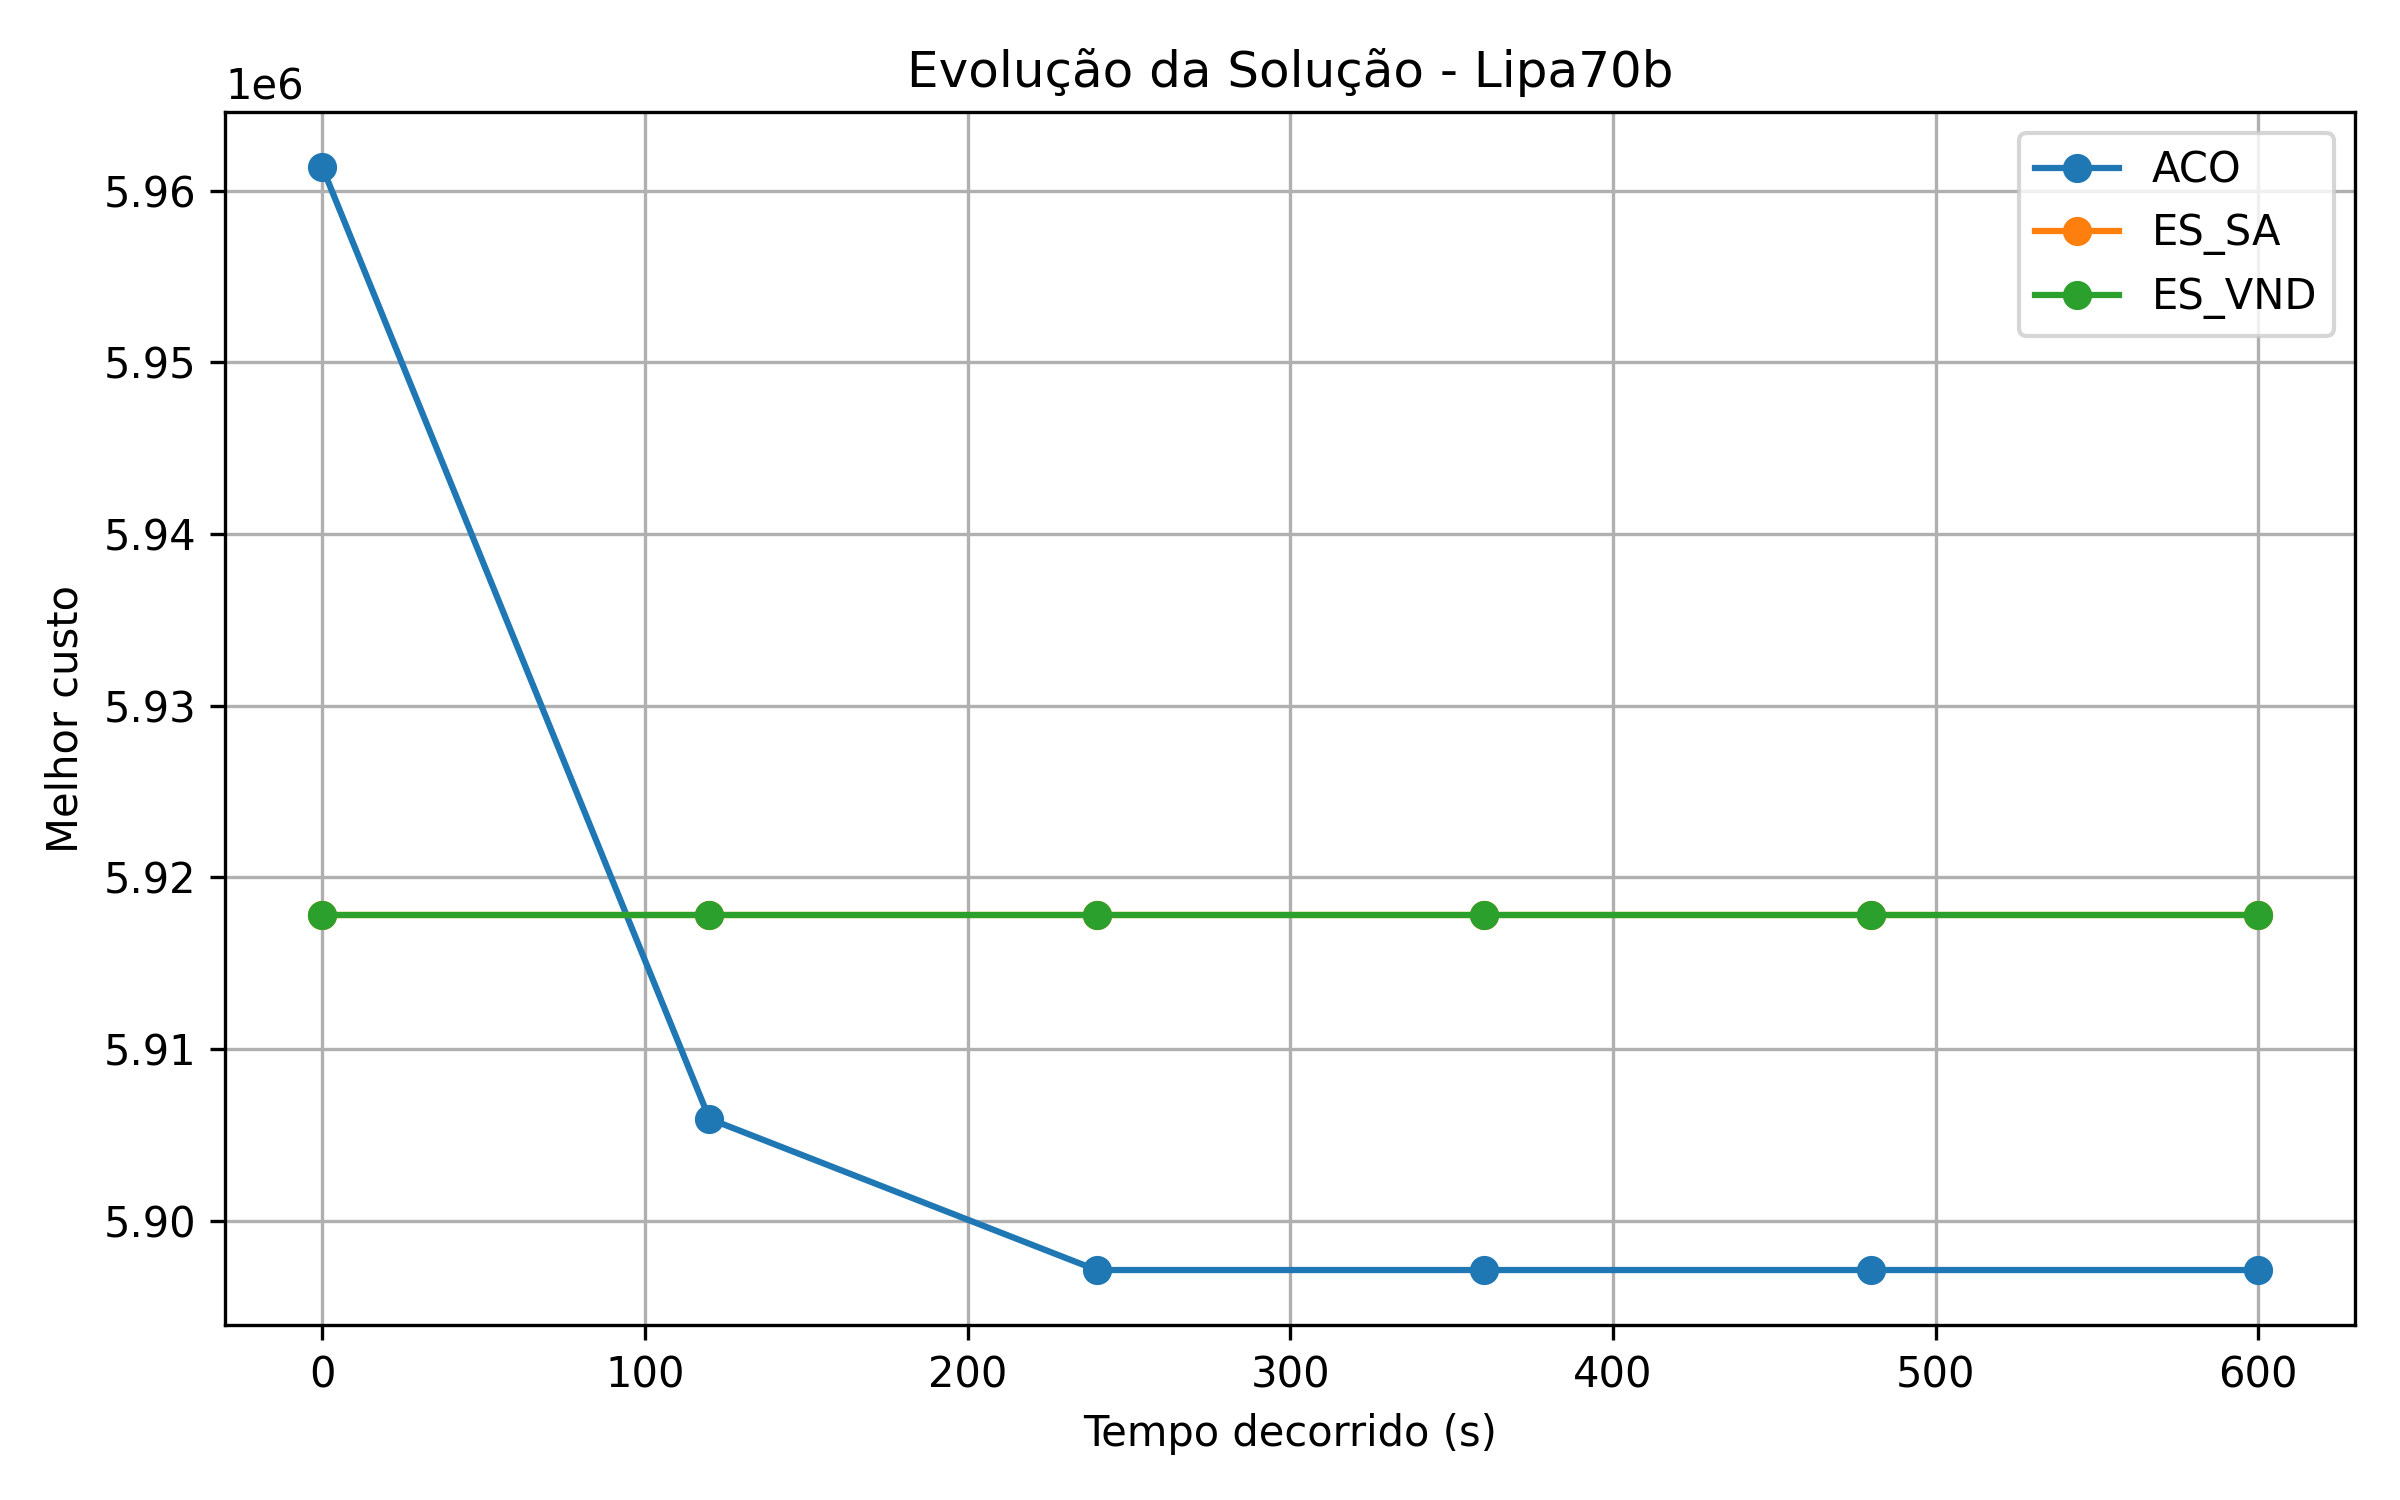 Evolução da Solução - Lipa70b
1e6
ACO
ES_SA
ES_VND
5.96
5.95
5.94
5.93
5.92
5.91
5.90
Melhor custo
0 100 200 300 400 500 600
Tempo decorrido (s)